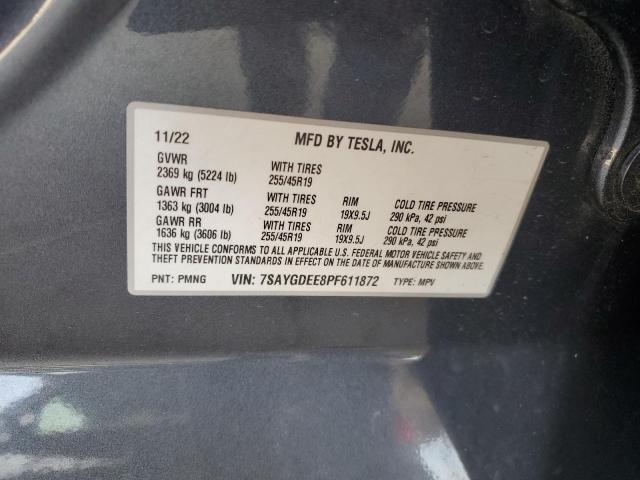 11/22 MFD BY TESLA, INC.
GVWR
2369 kg (5224 lb) WITH TIRES 255/45R19
GAWR FRT
1363 kg (3004 lb) WITH TIRES 255/45R19 RIM 19X9.5J COLD TIRE PRESSURE 290 kPa, 42 psi
GAWR RR
1636 kg (3606 lb) WITH TIRES 255/45R19 RIM 19X9.5J COLD TIRE PRESSURE 290 kPa, 42 psi
THIS VEHICLE CONFORMS TO ALL APPLICABLE U.S. FEDERAL MOTOR VEHICLE SAFETY AND
THEFT PREVENTION STANDARDS IN EFFECT ON THE DATE OF MANUFACTURE SHOWN ABOVE.
PNT: PMNG VIN: 7SAYGDEE8PF611872 TYPE: MPV